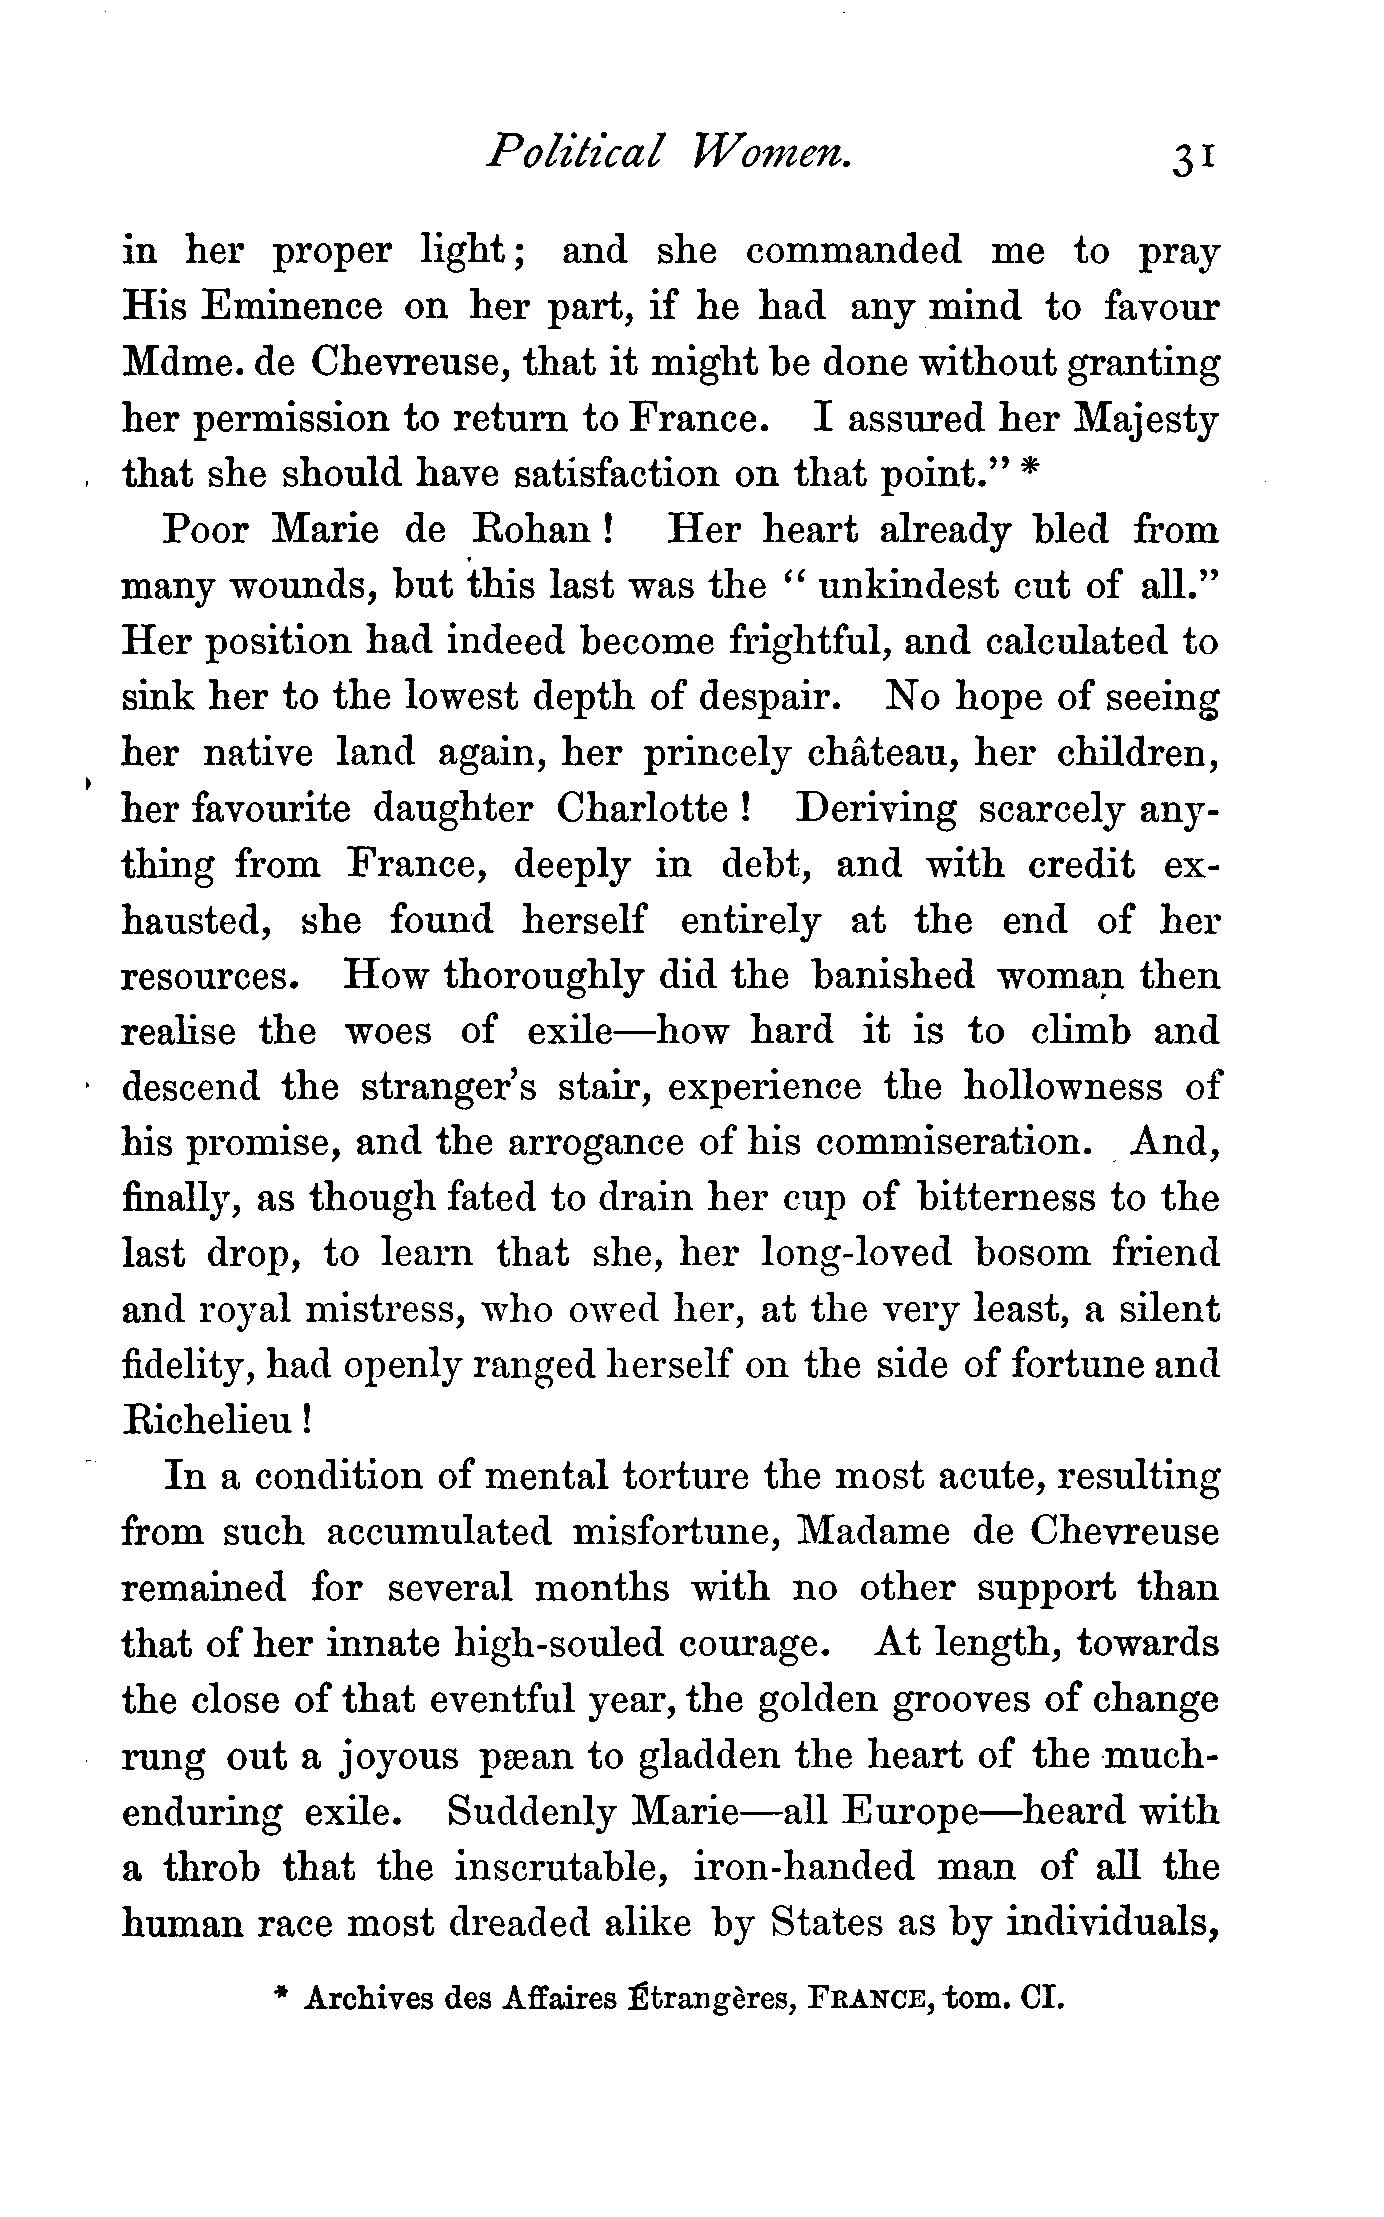 Political Women. 31
in her proper light; and she commanded me to pray
His Eminence on her part, if he had any mind to favour
Mdme. de Chevreuse, that it might be done without granting
her permission to return to France. I assured her Majesty
that she should have satisfaction on that point." *
Poor Marie de Rohan! Her heart already bled from
many wounds, but this last was the "unkindest cut of all."
Her position had indeed become frightful, and calculated to
sink her to the lowest depth of despair. No hope of seeing
her native land again, her princely château, her children,
her favourite daughter Charlotte! Deriving scarcely any-
thing from France, deeply in debt, and with credit ex-
hausted, she found herself entirely at the end of her
resources. How thoroughly did the banished woman then
realise the woes of exile—how hard it is to climb and
descend the stranger's stair, experience the hollowness of
his promise, and the arrogance of his commiseration. And,
finally, as though fated to drain her cup of bitterness to the
last drop, to learn that she, her long-loved bosom friend
and royal mistress, who owed her, at the very least, a silent
fidelity, had openly ranged herself on the side of fortune and
Richelieu!
In a condition of mental torture the most acute, resulting
from such accumulated misfortune, Madame de Chevreuse
remained for several months with no other support than
that of her innate high-souled courage. At length, towards
the close of that eventful year, the golden grooves of change
rung out a joyous pæan to gladden the heart of the much-
enduring exile. Suddenly Marie—all Europe—heard with
a throb that the inscrutable, iron-handed man of all the
human race most dreaded alike by States as by individuals,
* Archives des Affaires Étrangères, FRANCE, tom. CI.